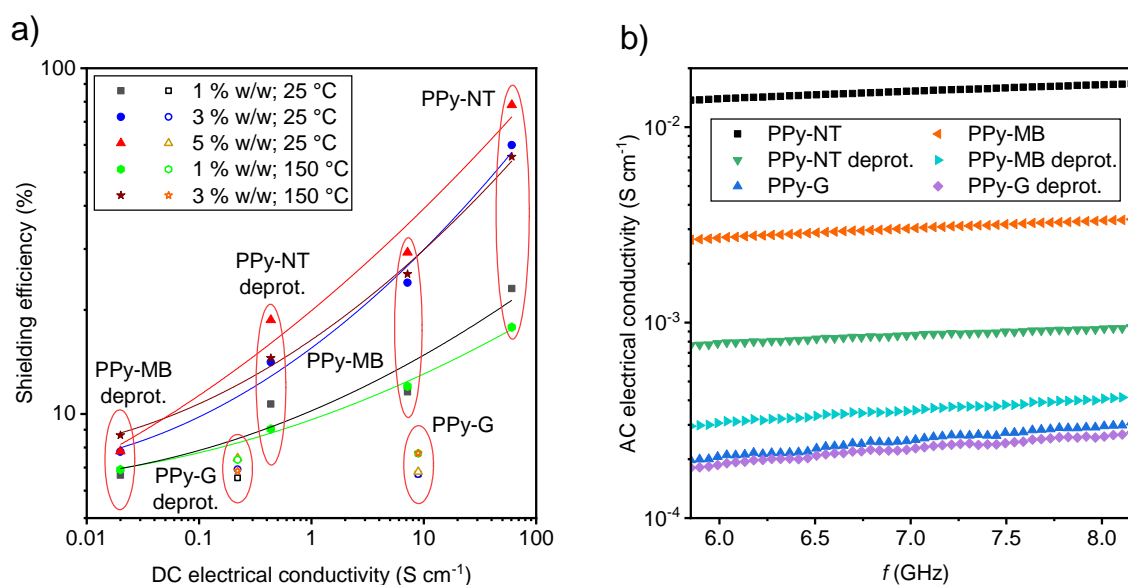 a)
100
10
0.01
0.1
1
10
100
Shielding efficiency (%)
DC electrical conductivity (S cm⁻¹)
1 % w/w; 25 °C
3 % w/w; 25 °C
5 % w/w; 25 °C
1 % w/w; 150 °C
3 % w/w; 150 °C
PPy-NT
PPy-NT
deprot.
PPy-MB
PPy-MB
deprot.
PPy-G
PPy-G
deprot.
b)
10⁻²
10⁻³
10⁻⁴
6.0
6.5
7.0
7.5
8.0
AC electrical conductivity (S cm⁻¹)
f (GHz)
PPy-NT
PPy-NT deprot.
PPy-G
PPy-MB
PPy-MB deprot.
PPy-G deprot.